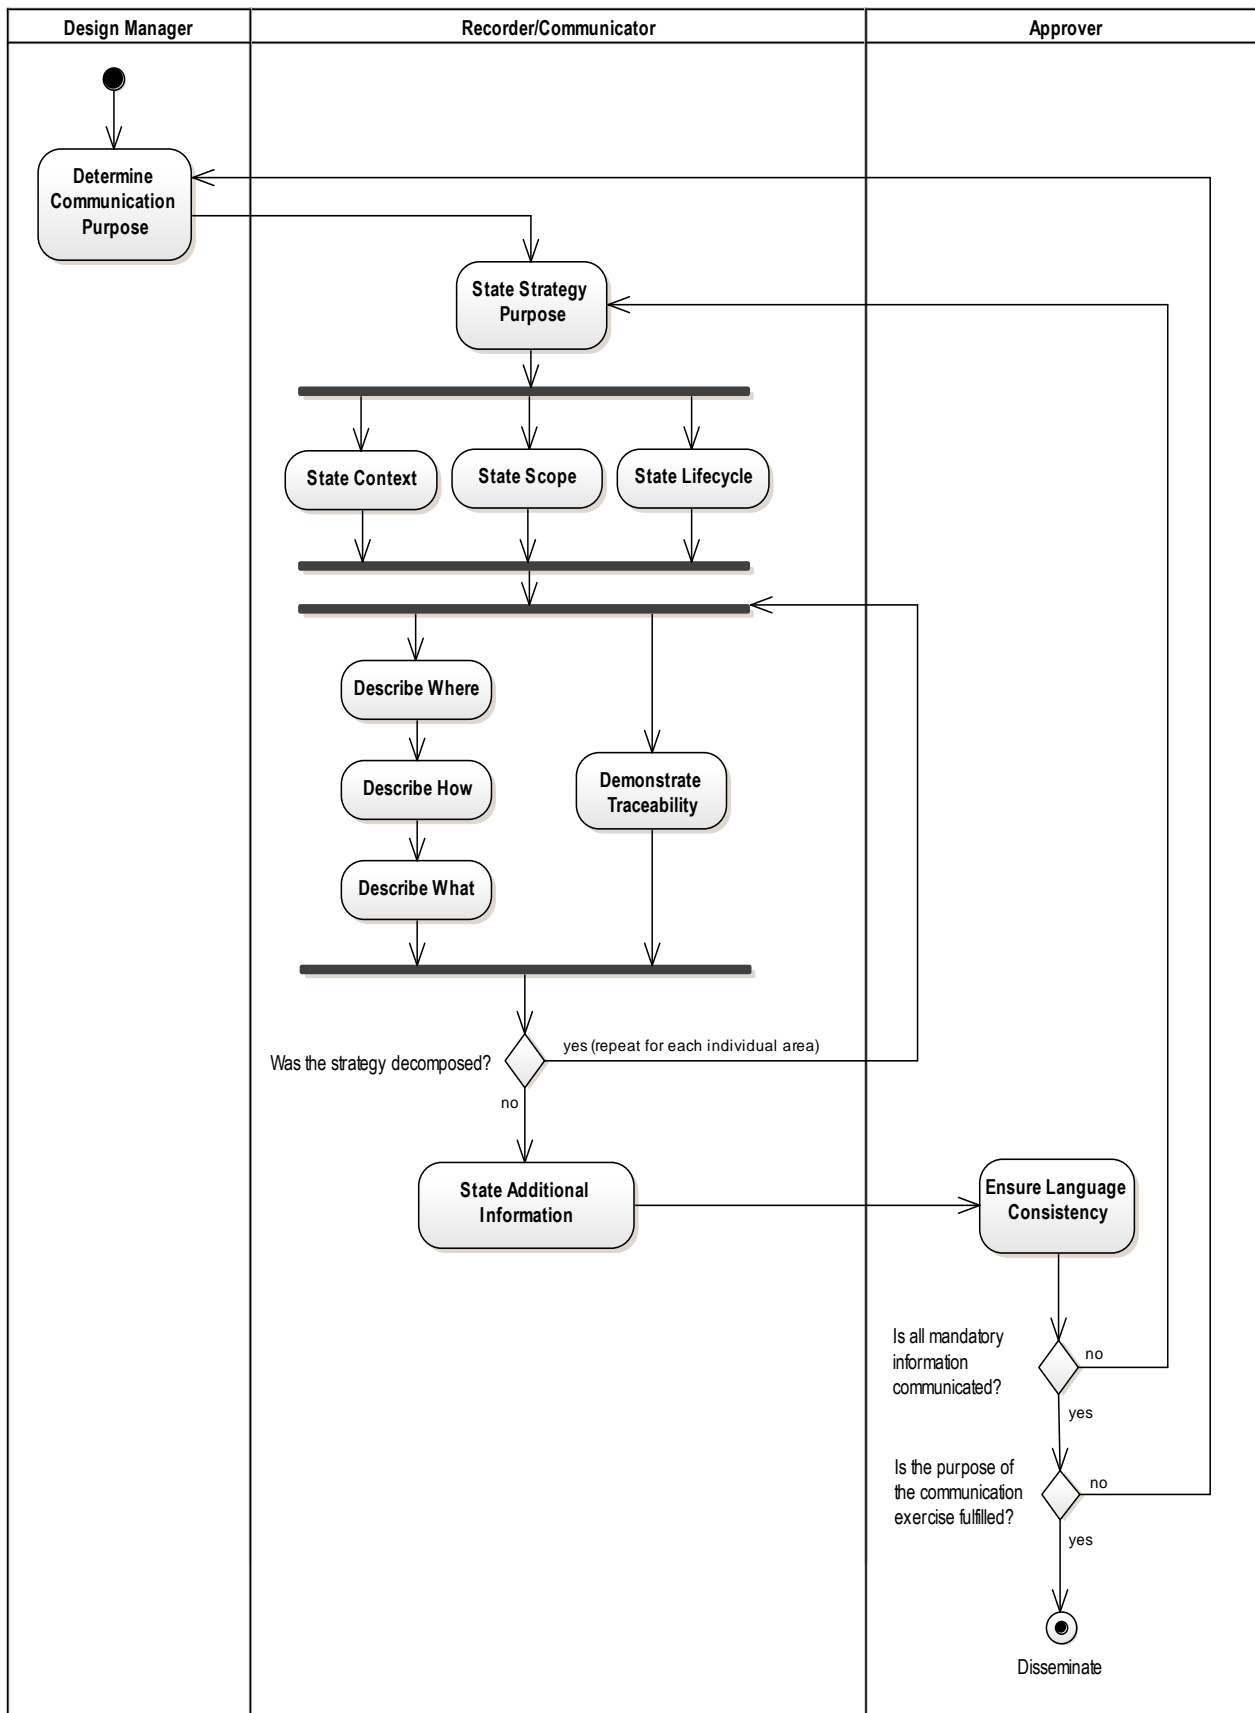 Design Manager
Recorder/Communicator
Approver
Determine
Communication
Purpose
State Strategy
Purpose
State Context
State Scope
State Lifecycle
Describe Where
Describe How
Demonstrate
Traceability
Describe What
Was the strategy decomposed?
yes (repeat for each individual area)
no
State Additional
Information
Ensure Language
Consistency
Is all mandatory
information
communicated?
no
yes
Is the purpose of
the communication
exercise fulfilled?
no
yes
Disseminate